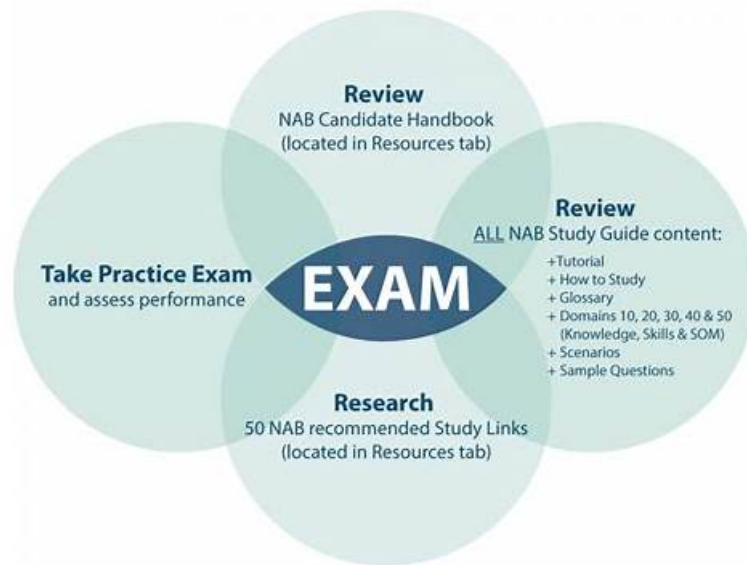 Review
NAB Candidate Handbook
(located in Resources tab)
Take Practice Exam
and assess performance
EXAM
Review
ALL NAB Study Guide content:
+Tutorial
+ How to Study
+ Glossary
+ Domains 10, 20, 30, 40 & 50
(Knowledge, Skills & SOM)
+ Scenarios
+ Sample Questions
Research
50 NAB recommended Study Links
(located in Resources tab)